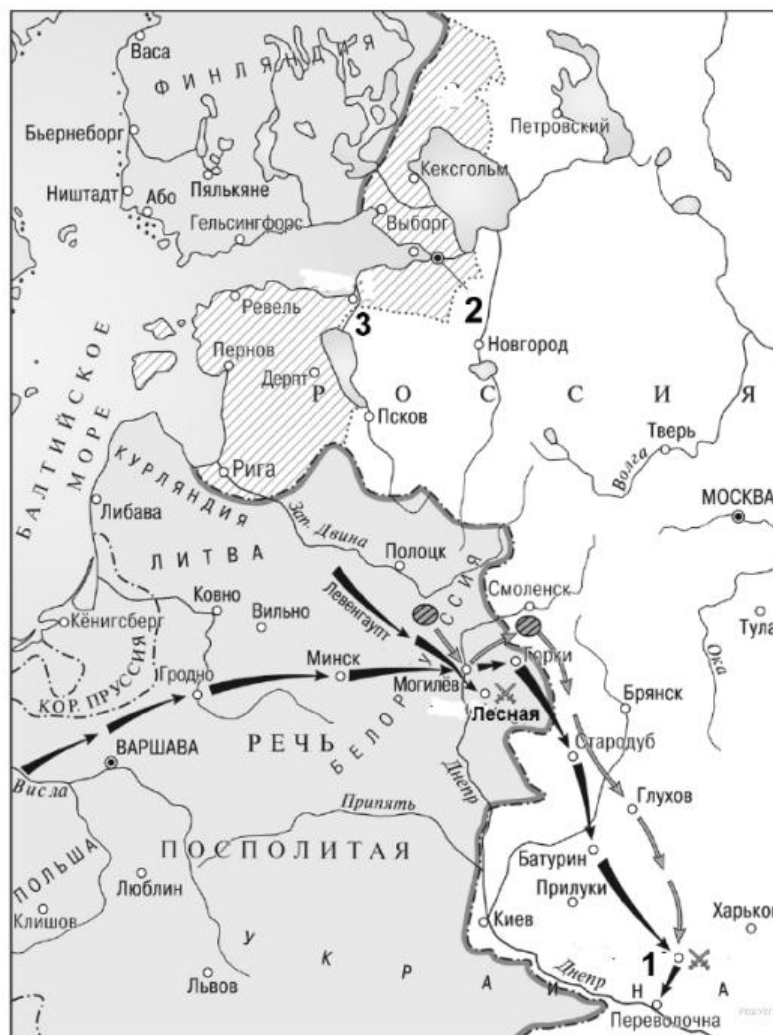 Васа
ФИНЛЯНДИЯ
Петровский
Бьернеборг
Кексгольм
Пялькяне
Ништадт
Або
Выборг
Гельсингфорс
2
Ревель
3
Новгород
Пернов
Дерпт
РОССИЯ
БАЛТИЙСКОЕ
МОРЕ
Псков
Тверь
Рига
Волга
КУРЛЯНДИЯ
МОСКВА
Либава
Зап. Двина
ЛИТВА
Полоцк
Смоленск
Ковно
Вильно
Левенгаупт
Тула
Кёнигсберг
Минск
Горки
Ока
КОР. ПРУССИЯ
Гродно
Могилёв
БЕЛОРУССИЯ
Лесная
Брянск
ВАРШАВА
РЕЧЬ
Стародуб
Висла
Днепр
Глухов
Припять
ПОСПОЛИТАЯ
Батурин
ПОЛЬША
Люблин
Прилуки
Клишов
Киев
Харьков
УКРАИНА
1
Днепр
Львов
Переволочна